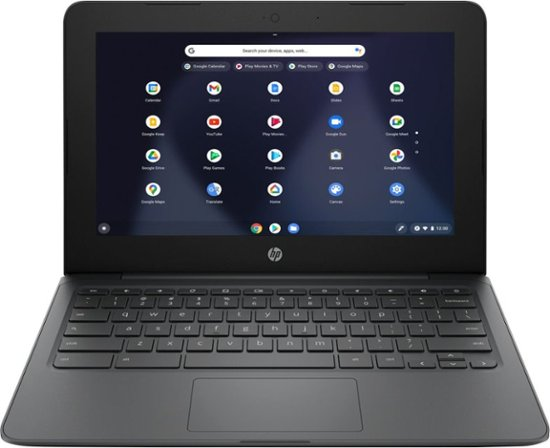 Search your device, apps, web...
Google Calendar Play Movies & TV Play Store Google Maps
Calendar Gmail Docs Slides Sheets
Google Keep YouTube Play Movies... Google Duo Google Meet
Google Drive Play Games Play Books Camera Google Photos
Google Maps Translate Home Canvas Settings
12:30
hp
q w e r t y u i o p
a s d f g h j k l
z x c v b n m
alt ctrl